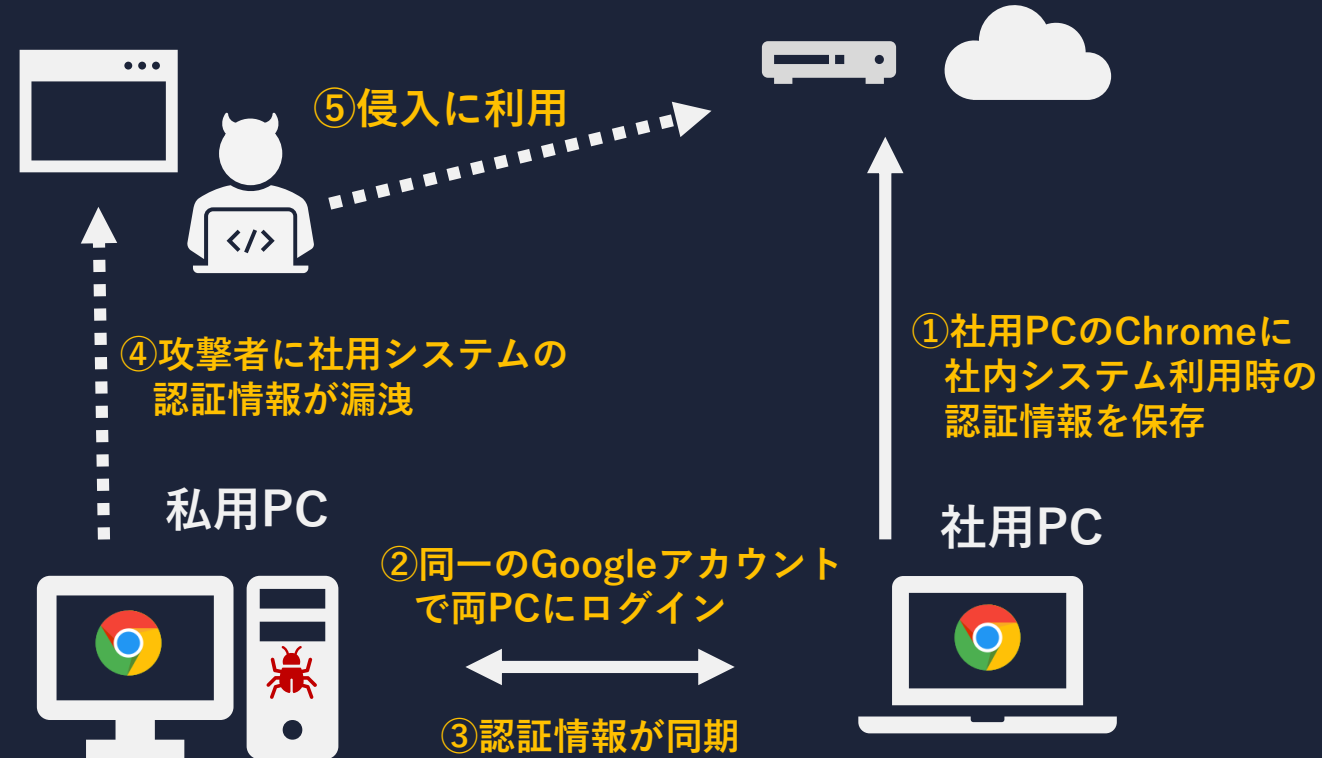 ⑤侵入に利用
</>
①社用PCのChromeに
社内システム利用時の
認証情報を保存
④攻撃者に社用システムの
認証情報が漏洩
私用PC
社用PC
②同一のGoogleアカウント
で両PCにログイン
③認証情報が同期